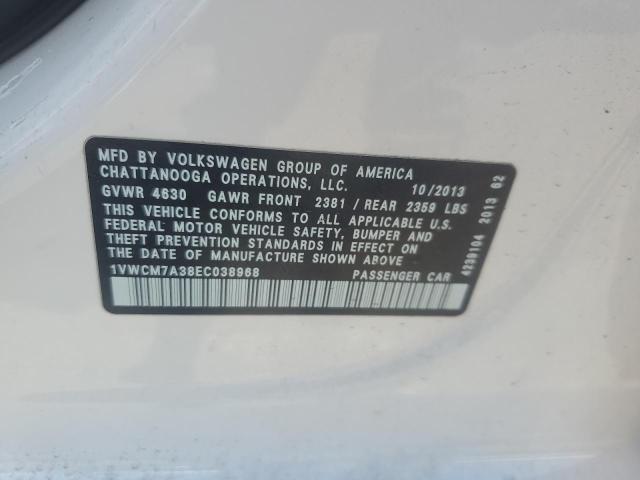 MFD BY VOLKSWAGEN GROUP OF AMERICA
CHATTANOOGA OPERATIONS, LLC. 10/2013
GVWR 4630 GAWR FRONT 2381 / REAR 2359 LBS
THIS VEHICLE CONFORMS TO ALL APPLICABLE U.S.
FEDERAL MOTOR VEHICLE SAFETY, BUMPER AND
THEFT PREVENTION STANDARDS IN EFFECT ON
THE DATE OF MANUFACTURE SHOWN ABOVE
1VWCM7A38EC038968 PASSENGER CAR
4239104 2013 62